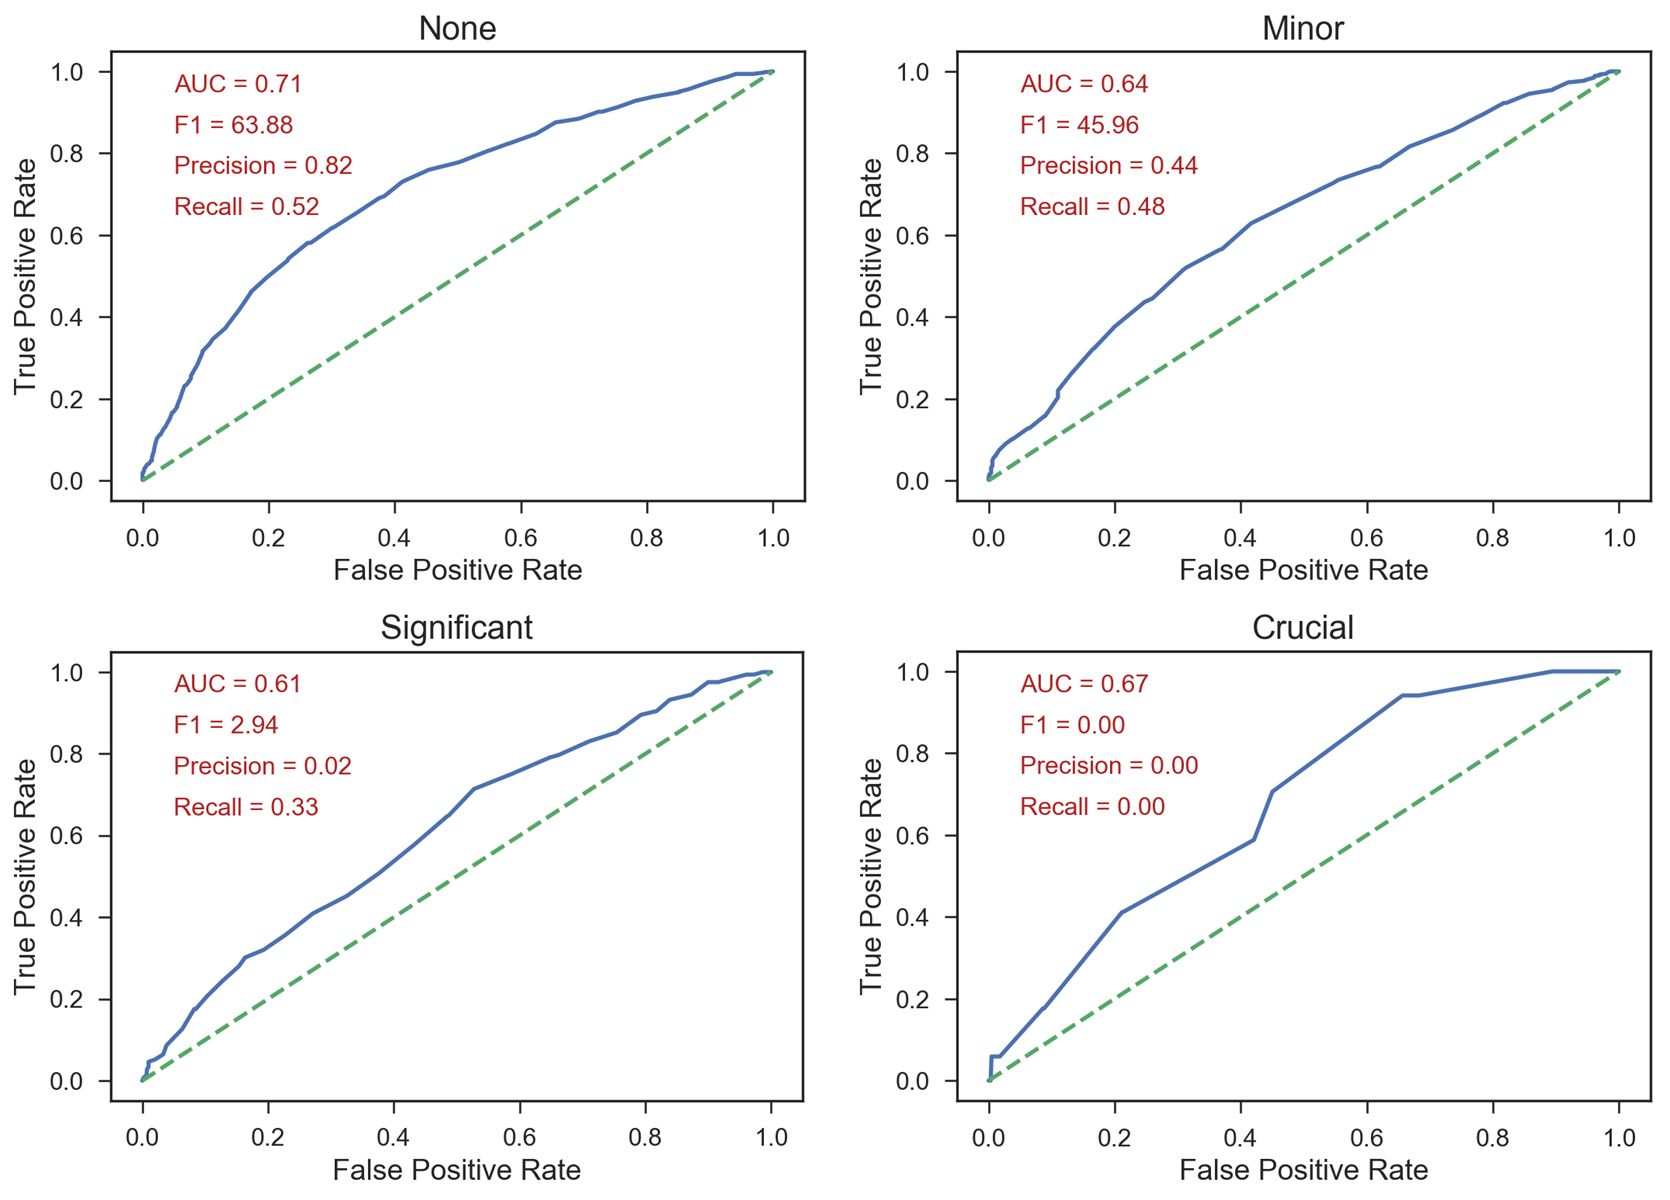 None
AUC = 0.71
F1 = 63.88
Precision = 0.82
Recall = 0.52
True Positive Rate
1.0
0.8
0.6
0.4
0.2
0.0
0.0 0.2 0.4 0.6 0.8 1.0
False Positive Rate
Minor
AUC = 0.64
F1 = 45.96
Precision = 0.44
Recall = 0.48
True Positive Rate
1.0
0.8
0.6
0.4
0.2
0.0
0.0 0.2 0.4 0.6 0.8 1.0
False Positive Rate
Significant
AUC = 0.61
F1 = 2.94
Precision = 0.02
Recall = 0.33
True Positive Rate
1.0
0.8
0.6
0.4
0.2
0.0
0.0 0.2 0.4 0.6 0.8 1.0
False Positive Rate
Crucial
AUC = 0.67
F1 = 0.00
Precision = 0.00
Recall = 0.00
True Positive Rate
1.0
0.8
0.6
0.4
0.2
0.0
0.0 0.2 0.4 0.6 0.8 1.0
False Positive Rate